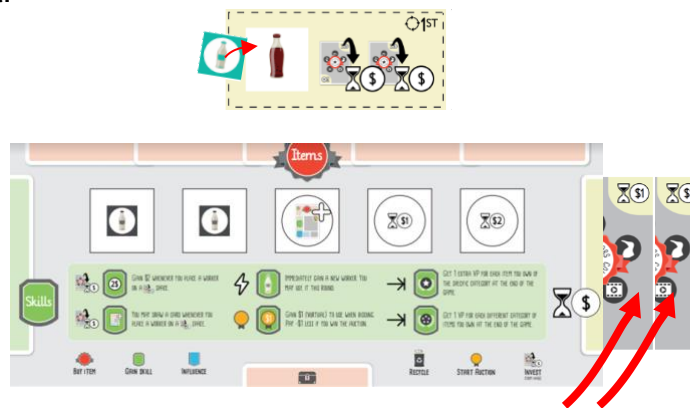 1ST
$ $
Items
$1 $2
$1 $
Skills
2$ GAIN $2 WHENEVER YOU PLACE A WORKER
ON A SPACE.
IMMEDIATELY GAIN A NEW WORKER. YOU
MAY USE IT THIS ROUND.
GET 1 EXTRA VP FOR EACH ITEM YOU OWN OF
THE SPECIFIC CATEGORY AT THE END OF THE
GAME.
YOU MAY DRAW A CARD WHENEVER YOU
PLACE A WORKER ON A SPACE.
GAIN $1 (VIRTUAL) TO USE WHEN BIDDING.
PAY -$1 LESS IF YOU WIN THE AUCTION.
GET 1 VP FOR EACH DIFFERENT CATEGORY OF
ITEMS YOU OWN AT THE END OF THE GAME.
$
BUY ITEM GAIN SKILL INFLUENCE RECYCLE START AUCTION INVEST